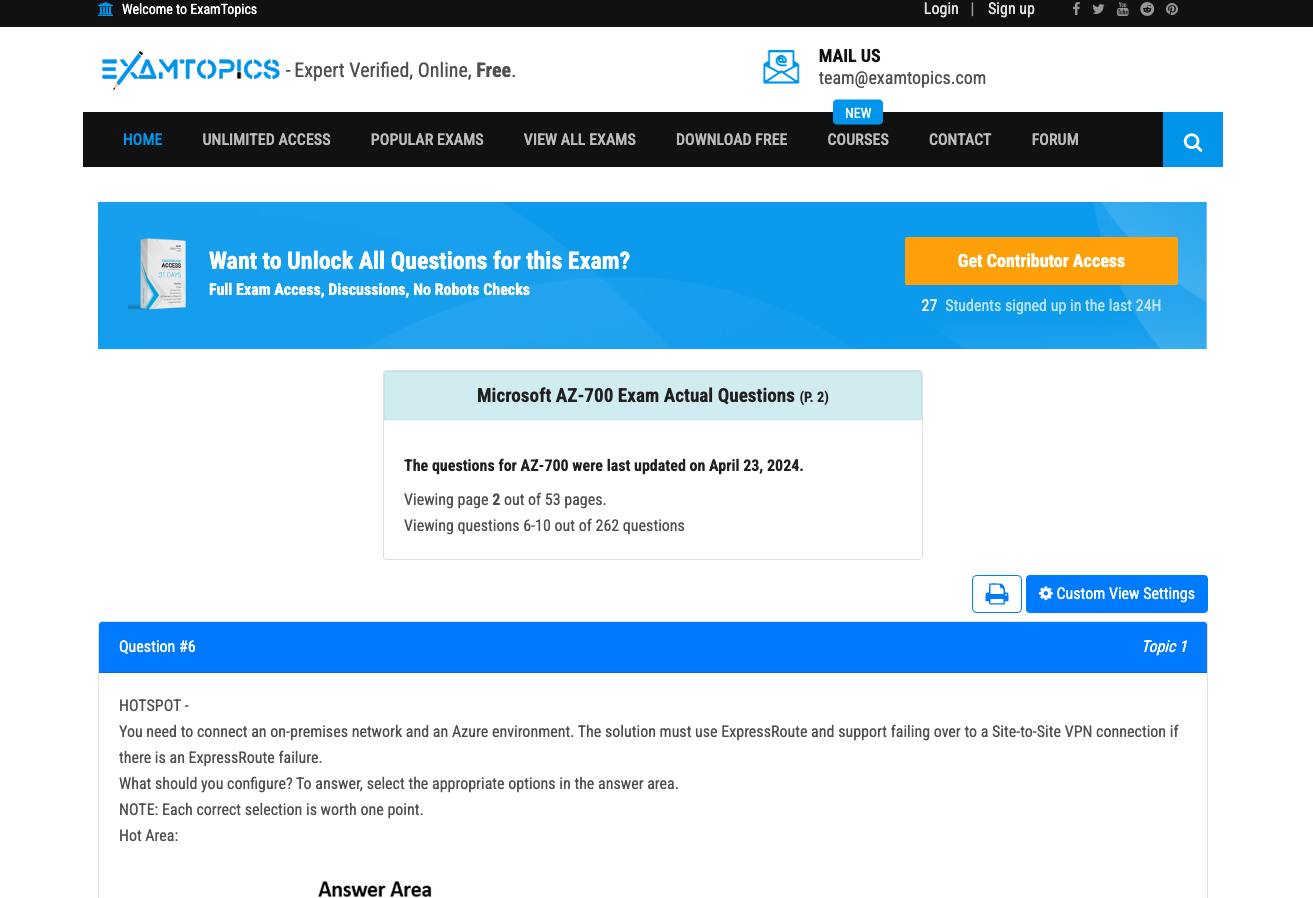 Welcome to ExamTopics
Login | Sign up
EXAMTOPICS - Expert Verified, Online, Free.
MAIL US
team@examtopics.com
NEW
HOME UNLIMITED ACCESS POPULAR EXAMS VIEW ALL EXAMS DOWNLOAD FREE COURSES CONTACT FORUM
ACCESS
31 DAYS
Want to Unlock All Questions for this Exam?
Full Exam Access, Discussions, No Robots Checks
Get Contributor Access
27 Students signed up in the last 24H
Microsoft AZ-700 Exam Actual Questions (P. 2)
The questions for AZ-700 were last updated on April 23, 2024.
Viewing page 2 out of 53 pages.
Viewing questions 6-10 out of 262 questions
Custom View Settings
Question #6 Topic 1
HOTSPOT -
You need to connect an on-premises network and an Azure environment. The solution must use ExpressRoute and support failing over to a Site-to-Site VPN connection if
there is an ExpressRoute failure.
What should you configure? To answer, select the appropriate options in the answer area.
NOTE: Each correct selection is worth one point.
Hot Area:
Answer Area